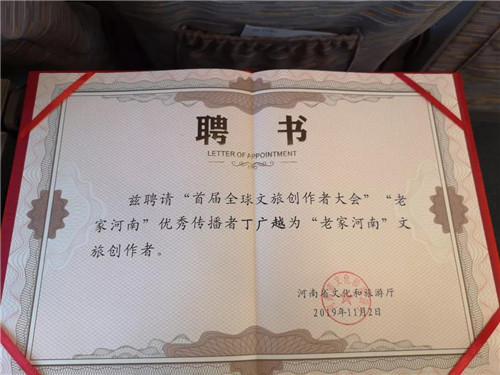 聘 书
LETTER OF APPOINTMENT
兹聘请“首届全球文旅创作者大会”“老
家河南”优秀传播者丁广越为“老家河南”文
旅创作者。
河南省文化和旅游厅
2019年11月2日